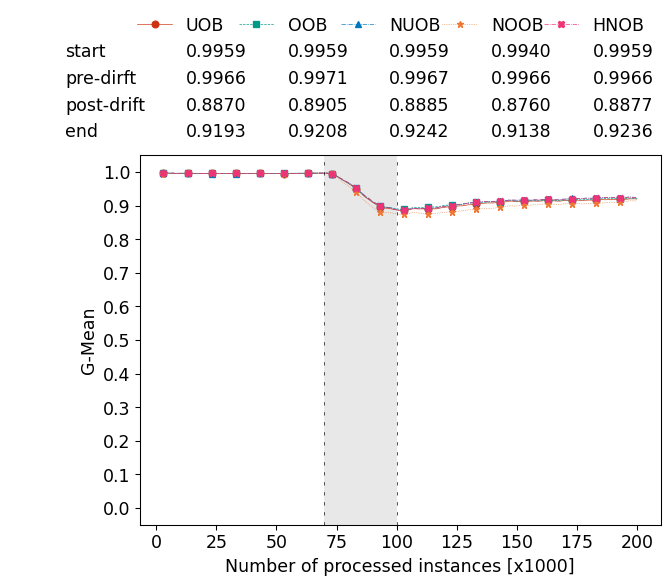 UOB OOB NUOB NOOB HNOB
start 0.9959 0.9959 0.9959 0.9940 0.9959
pre-dirft 0.9966 0.9971 0.9967 0.9966 0.9966
post-drift 0.8870 0.8905 0.8885 0.8760 0.8877
end 0.9193 0.9208 0.9242 0.9138 0.9236
1.0
0.9
0.8
0.7
0.6
0.5
0.4
0.3
0.2
0.1
0.0
G-Mean
0 25 50 75 100 125 150 175 200
Number of processed instances [x1000]